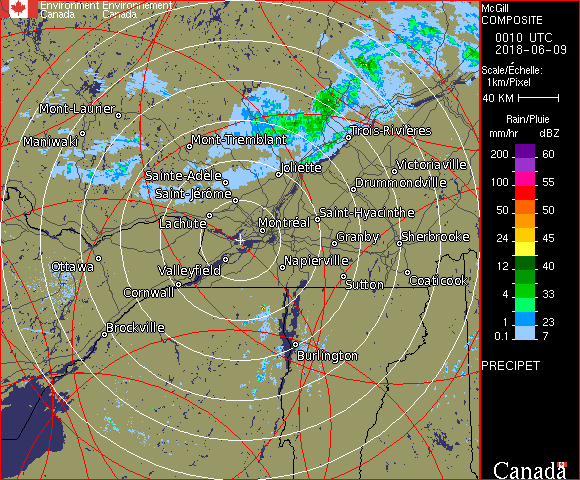 Environment Environnement
Canada Canada
Mont-Laurier
Maniwaki
Mont-Tremblant
Trois-Rivières
Sainte-Adèle
Joliette
Victoriaville
Saint-Jérôme
Drummondville
Lachute
Saint-Hyacinthe
Montréal
Granby
Sherbrooke
Ottawa
Valleyfield
Napierville
Cornwall
Sutton
Coaticook
Brockville
Burlington
McGill
COMPOSITE
0010 UTC
2018-06-09
Scale/Échelle:
1km/Pixel
40 KM
Rain/Pluie
mm/hr dBZ
200 60
100 55
50 50
24 45
12 40
4 33
1 23
0.1 7
PRECIPET
Canada